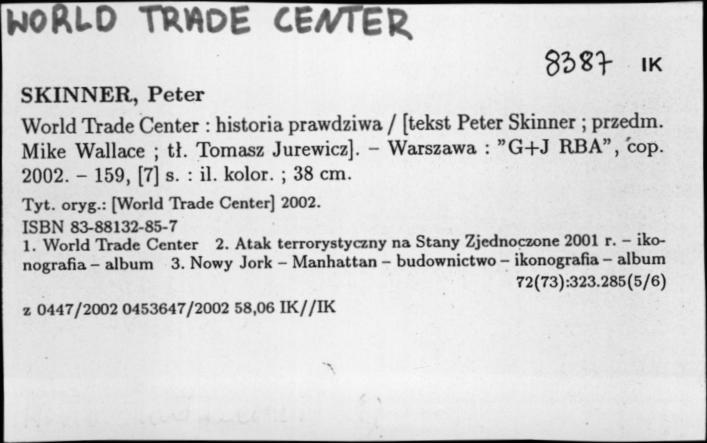 WORLD TRADE CENTER
8387 IK
SKINNER, Peter
World Trade Center : historia prawdziwa / [tekst Peter Skinner ; przedm.
Mike Wallace ; tł. Tomasz Jurewicz]. – Warszawa : "G+J RBA", cop.
2002. – 159, [7] s. : il. kolor. ; 38 cm.
Tyt. oryg.: [World Trade Center] 2002.
ISBN 83-88132-85-7
1. World Trade Center 2. Atak terrorystyczny na Stany Zjednoczone 2001 r. – iko-
nografia – album 3. Nowy Jork – Manhattan – budownictwo – ikonografia – album
72(73):323.285(5/6)
z 0447/2002 0453647/2002 58,06 IK//IK